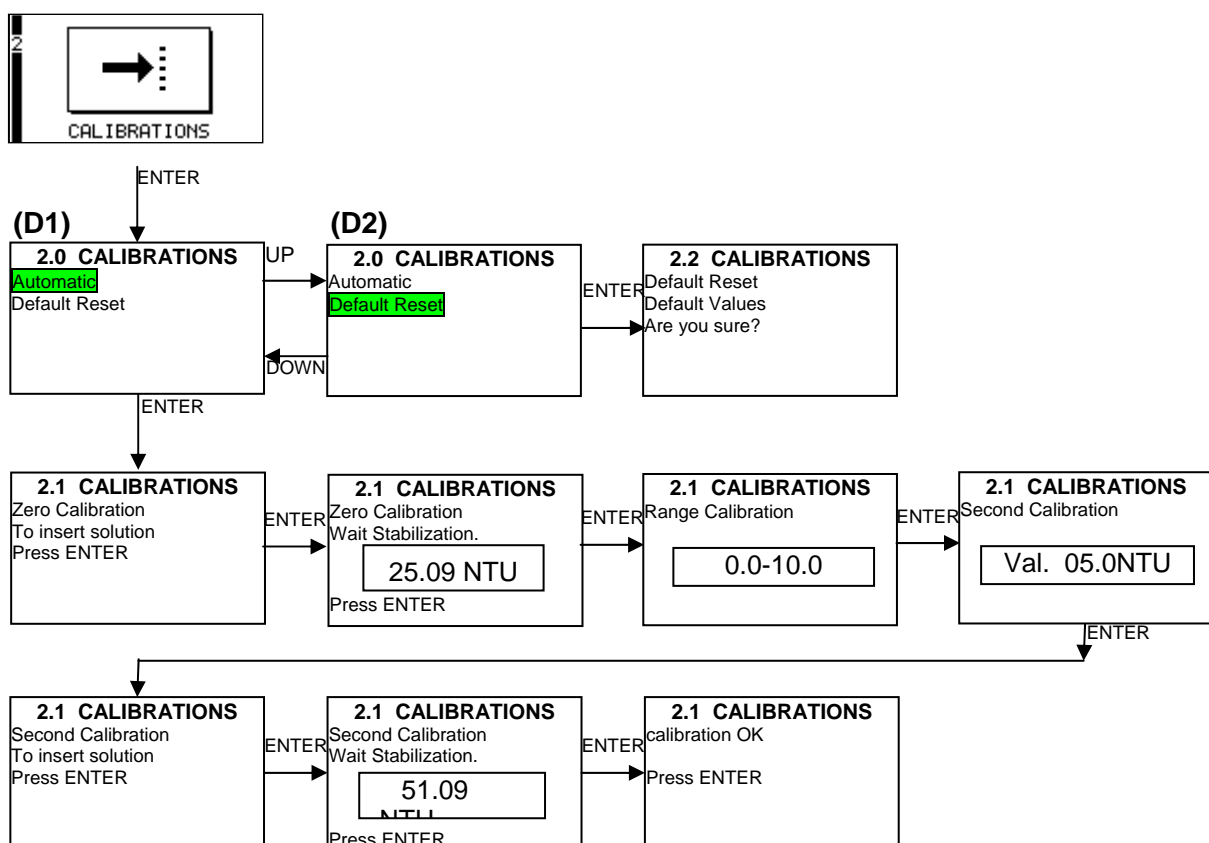 2
CALIBRATIONS
ENTER
(D1)
2.0 CALIBRATIONS
Automatic
Default Reset
UP
DOWN
(D2)
2.0 CALIBRATIONS
Automatic
Default Reset
ENTER
2.2 CALIBRATIONS
Default Reset
Default Values
Are you sure?
ENTER
2.1 CALIBRATIONS
Zero Calibration
To insert solution
Press ENTER
ENTER
2.1 CALIBRATIONS
Zero Calibration
Wait Stabilization.
25.09 NTU
Press ENTER
ENTER
2.1 CALIBRATIONS
Range Calibration
0.0-10.0
ENTER
2.1 CALIBRATIONS
Second Calibration
Val. 05.0NTU
ENTER
2.1 CALIBRATIONS
Second Calibration
To insert solution
Press ENTER
ENTER
2.1 CALIBRATIONS
Second Calibration
Wait Stabilization.
51.09
NTU
Press ENTER
ENTER
2.1 CALIBRATIONS
calibration OK
Press ENTER